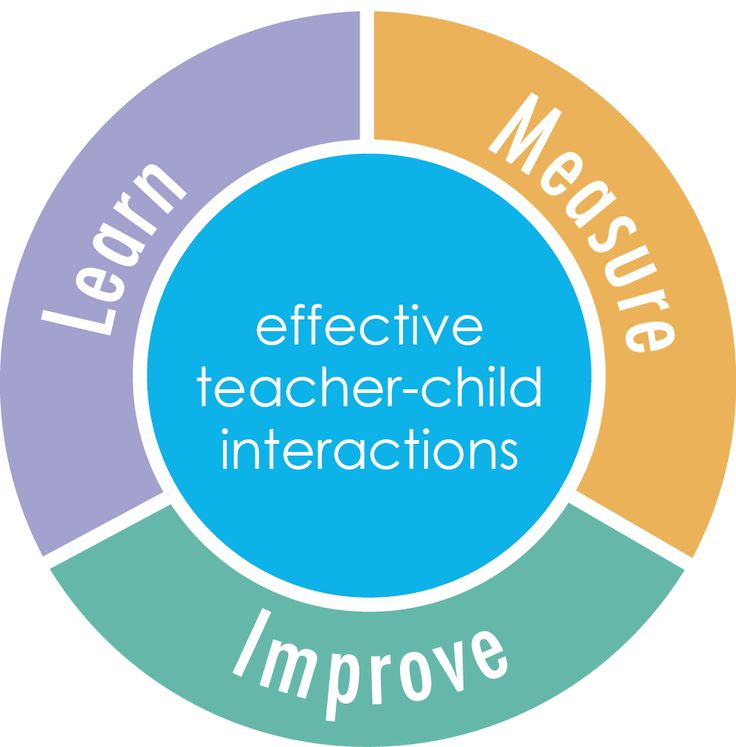 Learn
Measure
effective
teacher-child
interactions
Improve